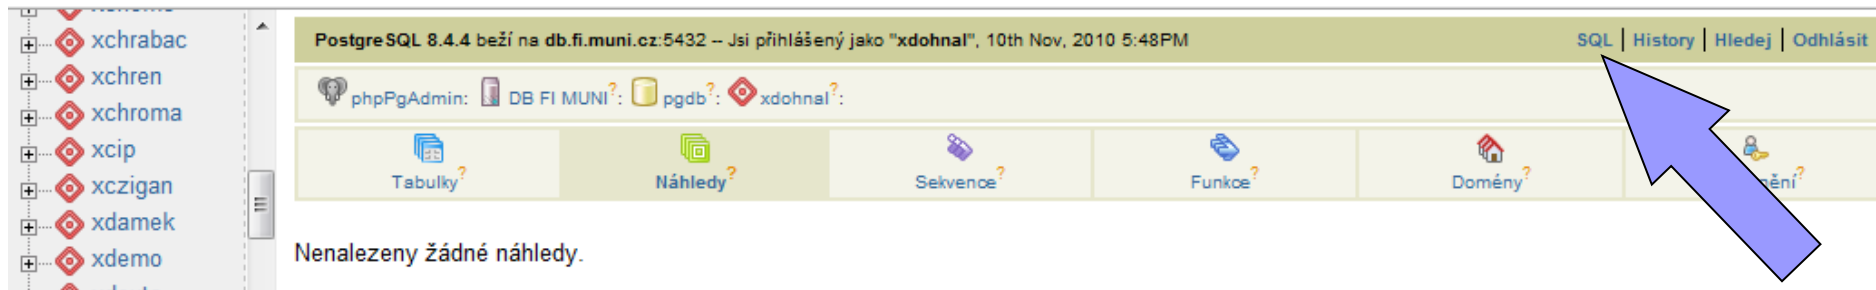 xchrabac
xchren
xchroma
xcip
xczigan
xdamek
xdemo
PostgreSQL 8.4.4 beží na db.fi.muni.cz:5432 -- Jsi přihlášený jako "xdohnal", 10th Nov, 2010 5:48PM
SQL | History | Hledej | Odhlásit
phpPgAdmin: DB FI MUNI?: pgdb?: xdohnal?:
Tabulky? Náhledy? Sekvence? Funkce? Domény? ění?
Nenalezeny žádné náhledy.